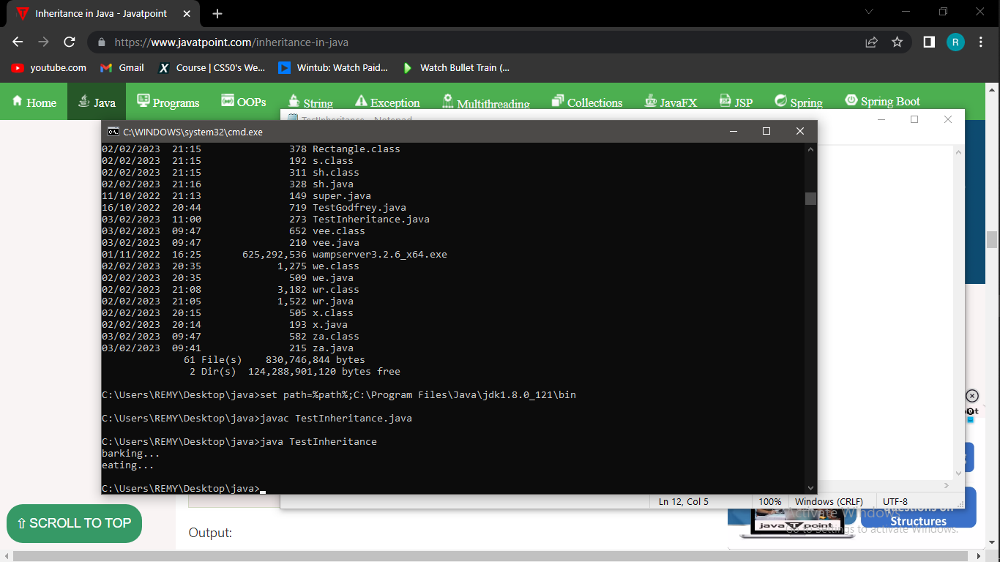 Inheritance in Java - Javatpoint
https://www.javatpoint.com/inheritance-in-java
R
youtube.com
Gmail
Course | CS50's We...
Wintub: Watch Paid...
Watch Bullet Train (...
Home
Java
Programs
OOPs
String
Exception
Multithreading
Collections
JavaFX
JSP
Spring
Spring Boot
TestInheritance - Notepad
C:\WINDOWS\system32\cmd.exe
02/02/2023  21:15               378 Rectangle.class
02/02/2023  21:15               192 s.class
02/02/2023  21:15               311 sh.class
02/02/2023  21:16               328 sh.java
11/10/2022  21:13               149 super.java
16/10/2022  20:44               719 TestGodfrey.java
03/02/2023  11:00               273 TestInheritance.java
03/02/2023  09:47               652 vee.class
03/02/2023  09:47               210 vee.java
01/11/2022  16:25       625,292,536 wampserver3.2.6_x64.exe
02/02/2023  20:35             1,275 we.class
02/02/2023  20:35               509 we.java
02/02/2023  21:08             3,182 wr.class
02/02/2023  21:05             1,522 wr.java
02/02/2023  20:15               505 x.class
02/02/2023  20:14               193 x.java
03/02/2023  09:47               582 za.class
03/02/2023  09:41               215 za.java
61 File(s)    830,746,844 bytes
2 Dir(s)  124,288,901,120 bytes free
C:\Users\REMY\Desktop\java>set path=%path%;C:\Program Files\Java\jdk1.8.0_121\bin
C:\Users\REMY\Desktop\java>javac TestInheritance.java
C:\Users\REMY\Desktop\java>java TestInheritance
barking...
eating...
C:\Users\REMY\Desktop\java>
Ln 12, Col 5
100%
Windows (CRLF)
UTF-8
SCROLL TO TOP
Output:
Questions on
Structures
java point
Activate Windows
Go to Settings to activate Windows.